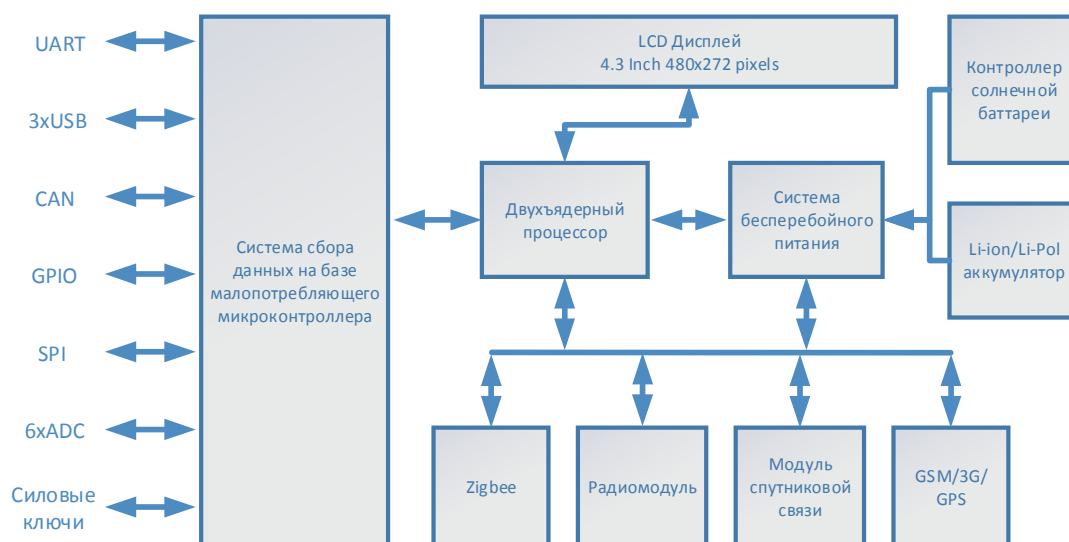 UART
3xUSB
CAN
GPIO
SPI
6xADC
Силовые
ключи
Система сбора
данных на базе
малопотребляющего
микроконтроллера
LCD Дисплей
4.3 Inch 480x272 pixels
Двухъядерный
процессор
Система
бесперебойного
питания
Контроллер
солнечной
баттареи
Li-ion/Li-Pol
аккумулятор
Zigbee
Радиомодуль
Модуль
спутниковой
связи
GSM/3G/
GPS